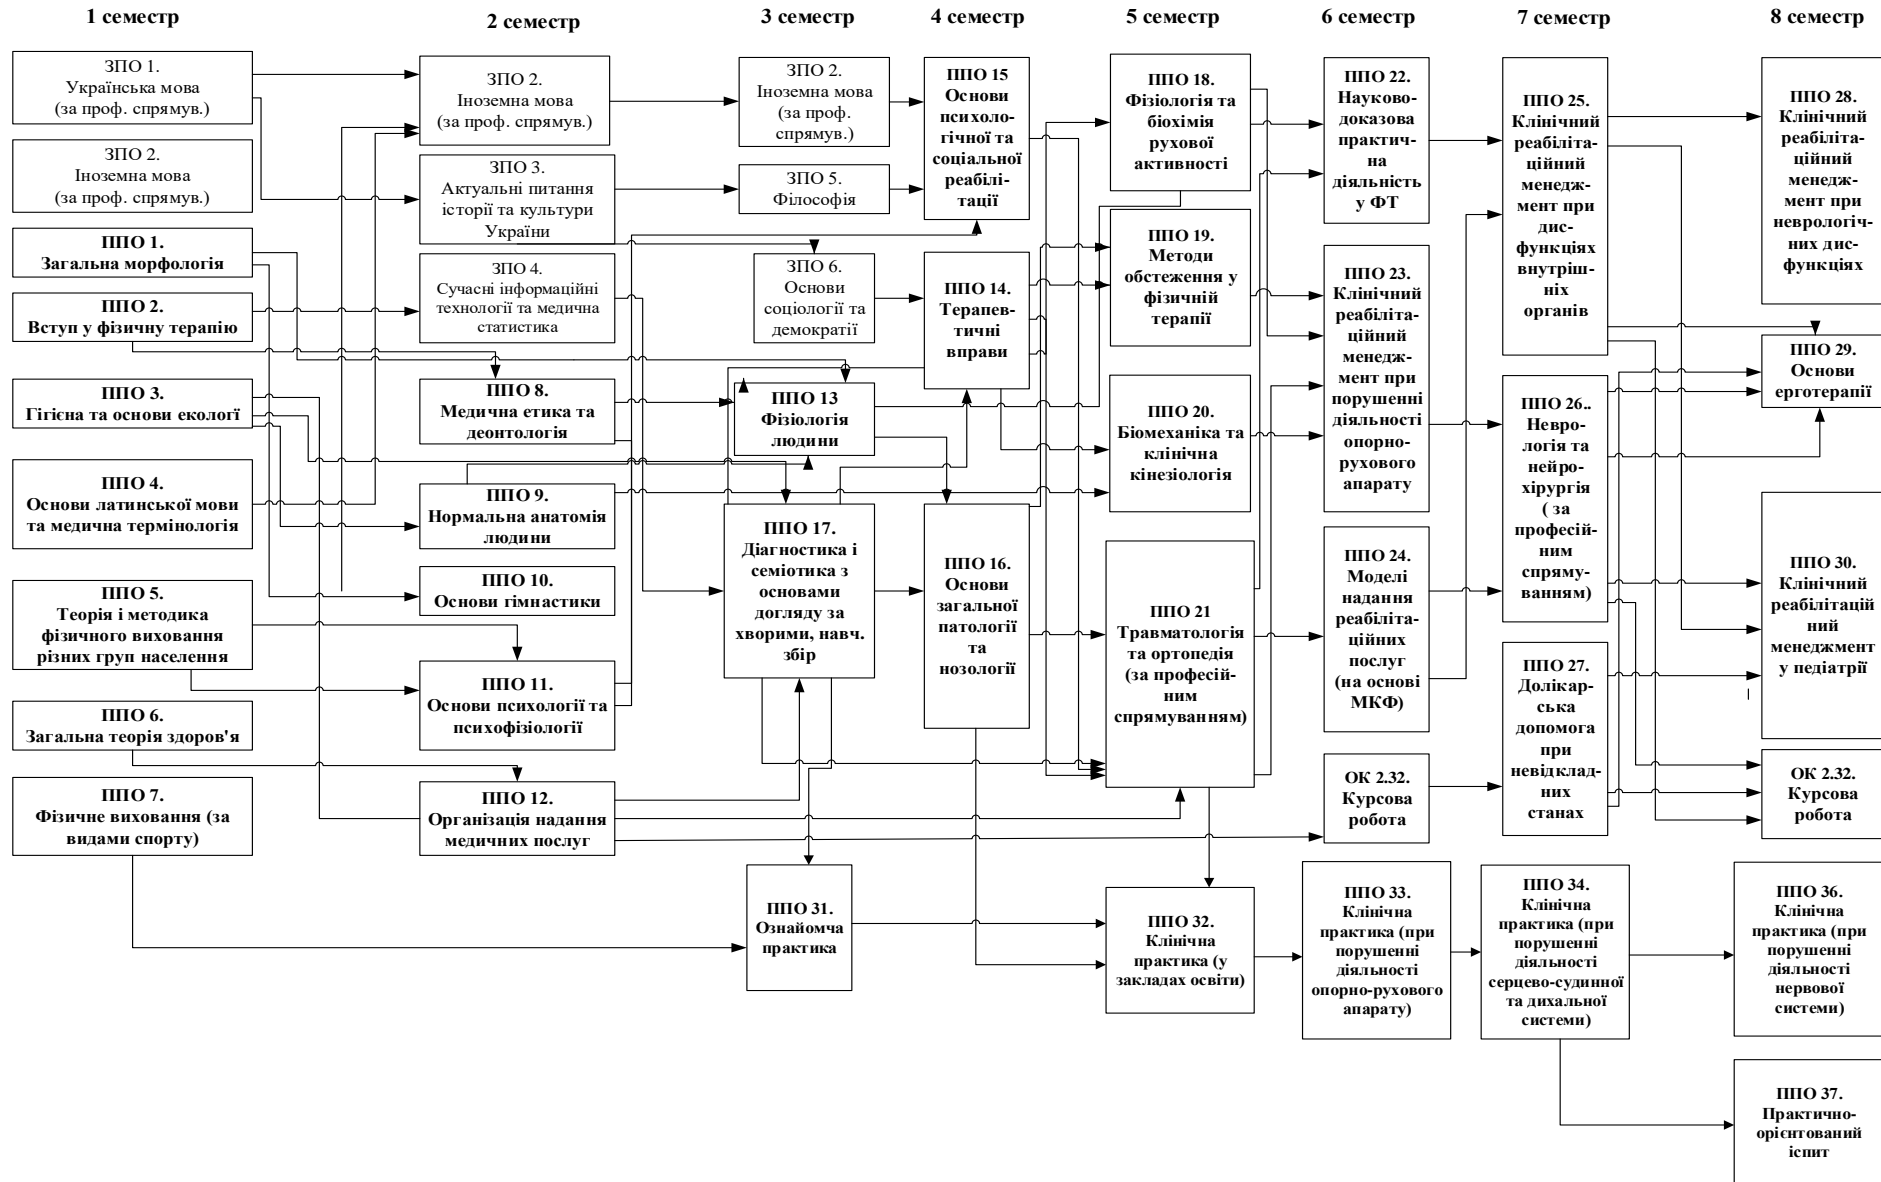 1 семестр
2 семестр
3 семестр
4 семестр
5 семестр
6 семестр
7 семестр
8 семестр
ЗПО 1.
Українська мова
(за проф. спрямув.)
ЗПО 2.
Іноземна мова
(за проф. спрямув.)
ППО 1.
Загальна морфологія
ППО 2.
Вступ у фізичну терапію
ППО 3.
Гігієна та основи екології
ППО 4.
Основи латинської мови
та медична термінологія
ППО 5.
Теорія і методика
фізичного виховання
різних груп населення
ППО 6.
Загальна теорія здоров'я
ППО 7.
Фізичне виховання (за
видами спорту)
ЗПО 2.
Іноземна мова
(за проф. спрямув.)
ЗПО 3.
Актуальні питання
історії та культури
України
ЗПО 4.
Сучасні інформаційні
технології та медична
статистика
ППО 8.
Медична етика та
деонтологія
ППО 9.
Нормальна анатомія
людини
ППО 10.
Основи гімнастики
ППО 11.
Основи психології та
психофізіології
ППО 12.
Організація надання
медичних послуг
ЗПО 2.
Іноземна мова
(за проф.
спрямув.)
ЗПО 5.
Філософія
ЗПО 6.
Основи
соціології та
демократії
ППО 13
Фізіологія
людини
ППО 17.
Діагностика і
семіотика з
основами
догляду за
хворими, навч.
збір
ППО 31.
Ознайомча
практика
ППО 15
Основи
психоло-
гічної та
соціальної
реабілі-
тації
ППО 14.
Терапев-
тичні
вправи
ППО 16.
Основи
загальної
патології
та
нозології
ППО 18.
Фізіологія та
біохімія
рухової
активності
ППО 19.
Методи
обстеження у
фізичній
терапії
ППО 20.
Біомеханіка та
клінічна
кінезіологія
ППО 21
Травматологія
та ортопедія
(за професій-
ним
спрямуванням)
ППО 32.
Клінічна
практика (у
закладах освіти)
ППО 22.
Науково-
доказова
практич-
на
діяльність
у ФТ
ППО 23.
Клінічний
реабіліта-
ційний
менедж-
мент при
порушенні
діяльності
опорно-
рухового
апарату
ППО 24.
Моделі
надання
реабіліта-
ційних
послуг
(на основі
МКФ)
ОК 2.32.
Курсова
робота
ППО 33.
Клінічна
практика (при
порушенні
діяльності
опорно-рухового
апарату)
ППО 25.
Клінічний
реабіліта-
ційний
менедж-
мент при
дис-
функціях
внутріш-
ніх
органів
ППО 26..
Невро-
логія та
нейро-
хірургія
( за
професій-
ним
спряму-
ванням)
ППО 27.
Долікар-
ська
допомога
при
невідклад-
них
станах
ППО 34.
Клінічна
практика (при
порушенні
діяльності
серцево-судинної
та дихальної
системи)
ППО 28.
Клінічний
реабіліта-
ційний
менедж-
мент при
неврологіч-
них дис-
функціях
ППО 29.
Основи
ерготерапії
ППО 30.
Клінічний
реабілітацій
ний
менеджмент
у педіатрії
ОК 2.32.
Курсова
робота
ППО 36.
Клінічна
практика (при
порушенні
діяльності
нервової
системи)
ППО 37.
Практично-
орієнтований
іспит